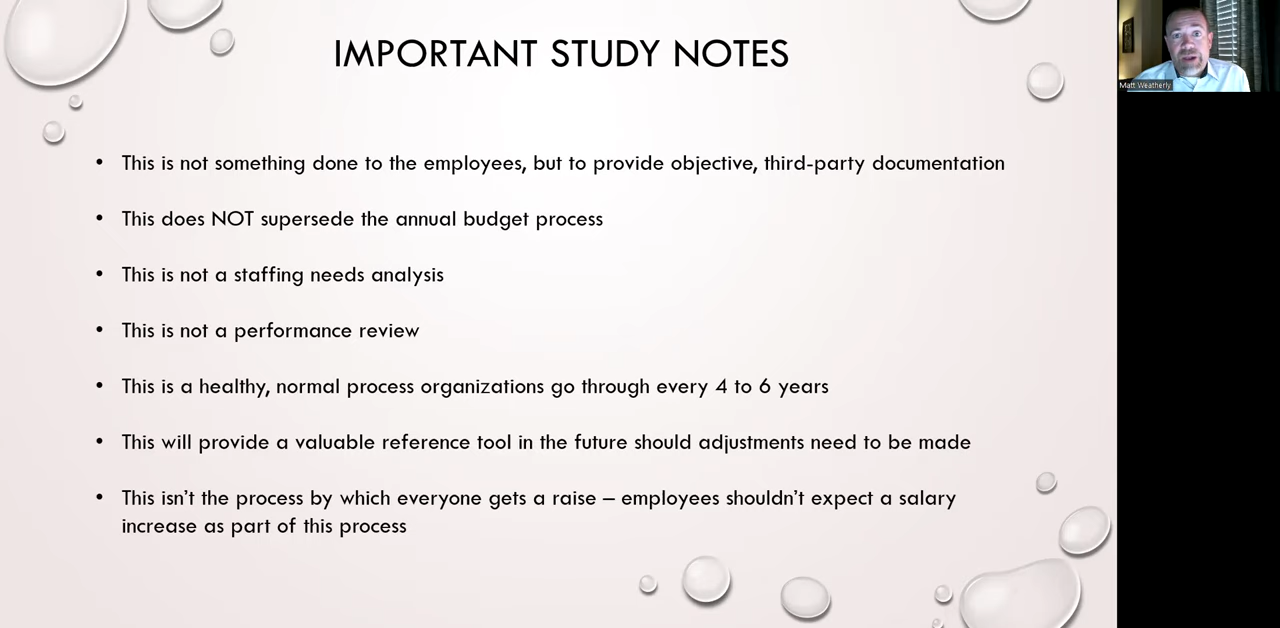 IMPORTANT STUDY NOTES
• This is not something done to the employees, but to provide objective, third-party documentation
• This does NOT supersede the annual budget process
• This is not a staffing needs analysis
• This is not a performance review
• This is a healthy, normal process organizations go through every 4 to 6 years
• This will provide a valuable reference tool in the future should adjustments need to be made
• This isn’t the process by which everyone gets a raise – employees shouldn’t expect a salary
increase as part of this process
Matt Weatherly